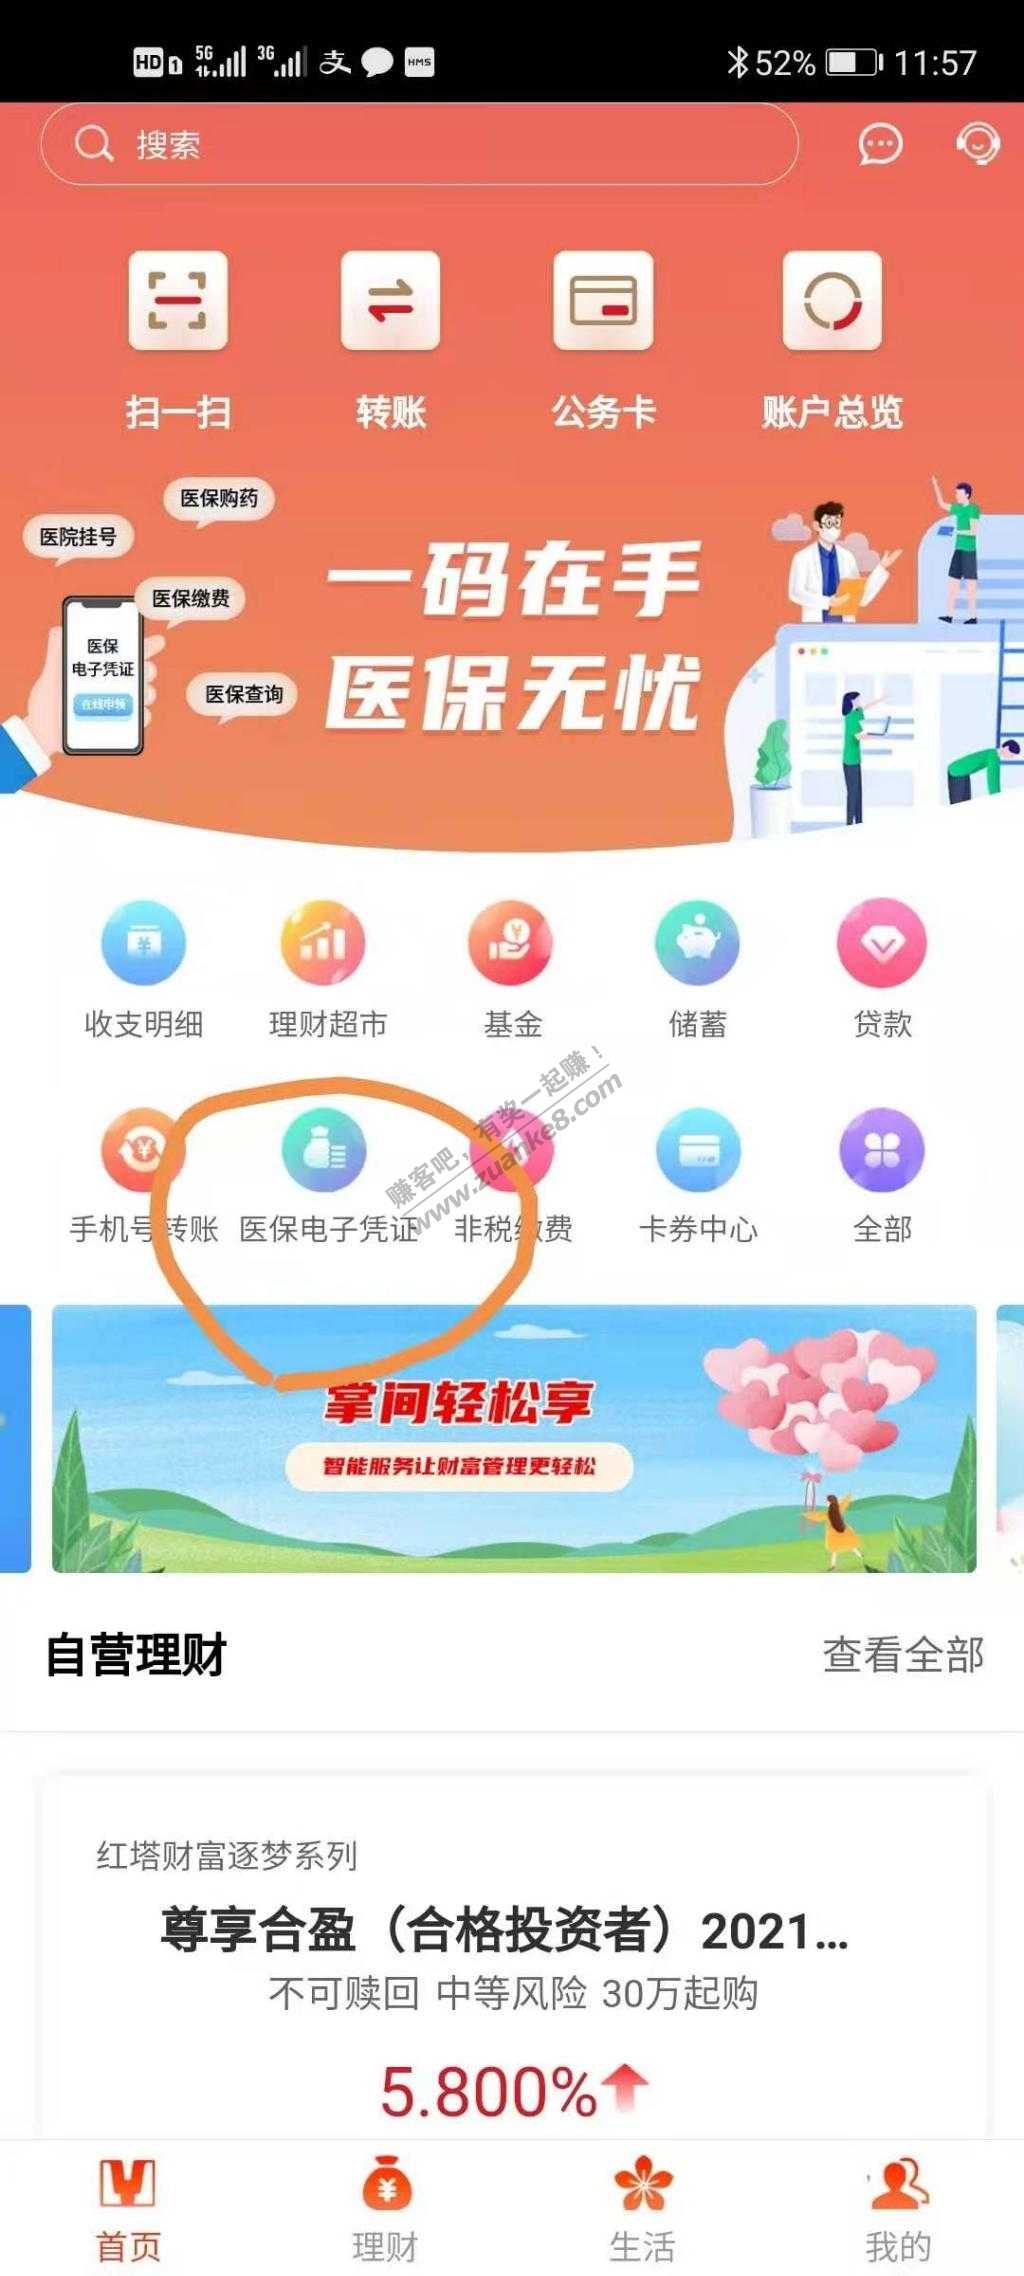 HD 1 5G 3G 支 HMS 52% 11:57
搜索
扫一扫 转账 公务卡 账户总览
医保购药
医院挂号
医保缴费
医保
电子凭证
在线申领
医保查询
一码在手
医保无忧
收支明细 理财超市 基金 储蓄 贷款
赚客吧，有奖一起赚！
www.zuanke8.com
手机号转账 医保电子凭证 非税缴费 卡券中心 全部
掌间轻松享
智能服务让财富管理更轻松
自营理财 查看全部
红塔财富逐梦系列
尊享合盈（合格投资者）2021...
不可赎回 中等风险 30万起购
5.800%
首页 理财 生活 我的